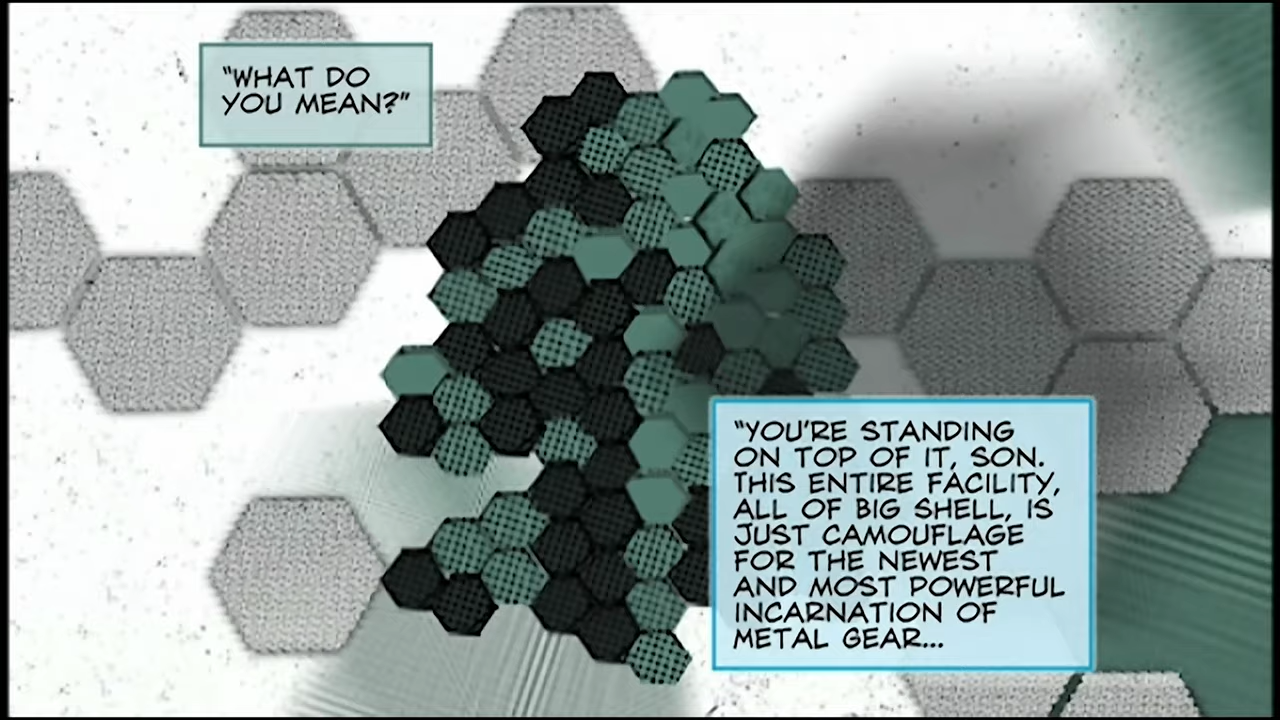 "WHAT DO
YOU MEAN?"
"YOU'RE STANDING
ON TOP OF IT, SON.
THIS ENTIRE FACILITY,
ALL OF BIG SHELL, IS
JUST CAMOUFLAGE
FOR THE NEWEST
AND MOST POWERFUL
INCARNATION OF
METAL GEAR...